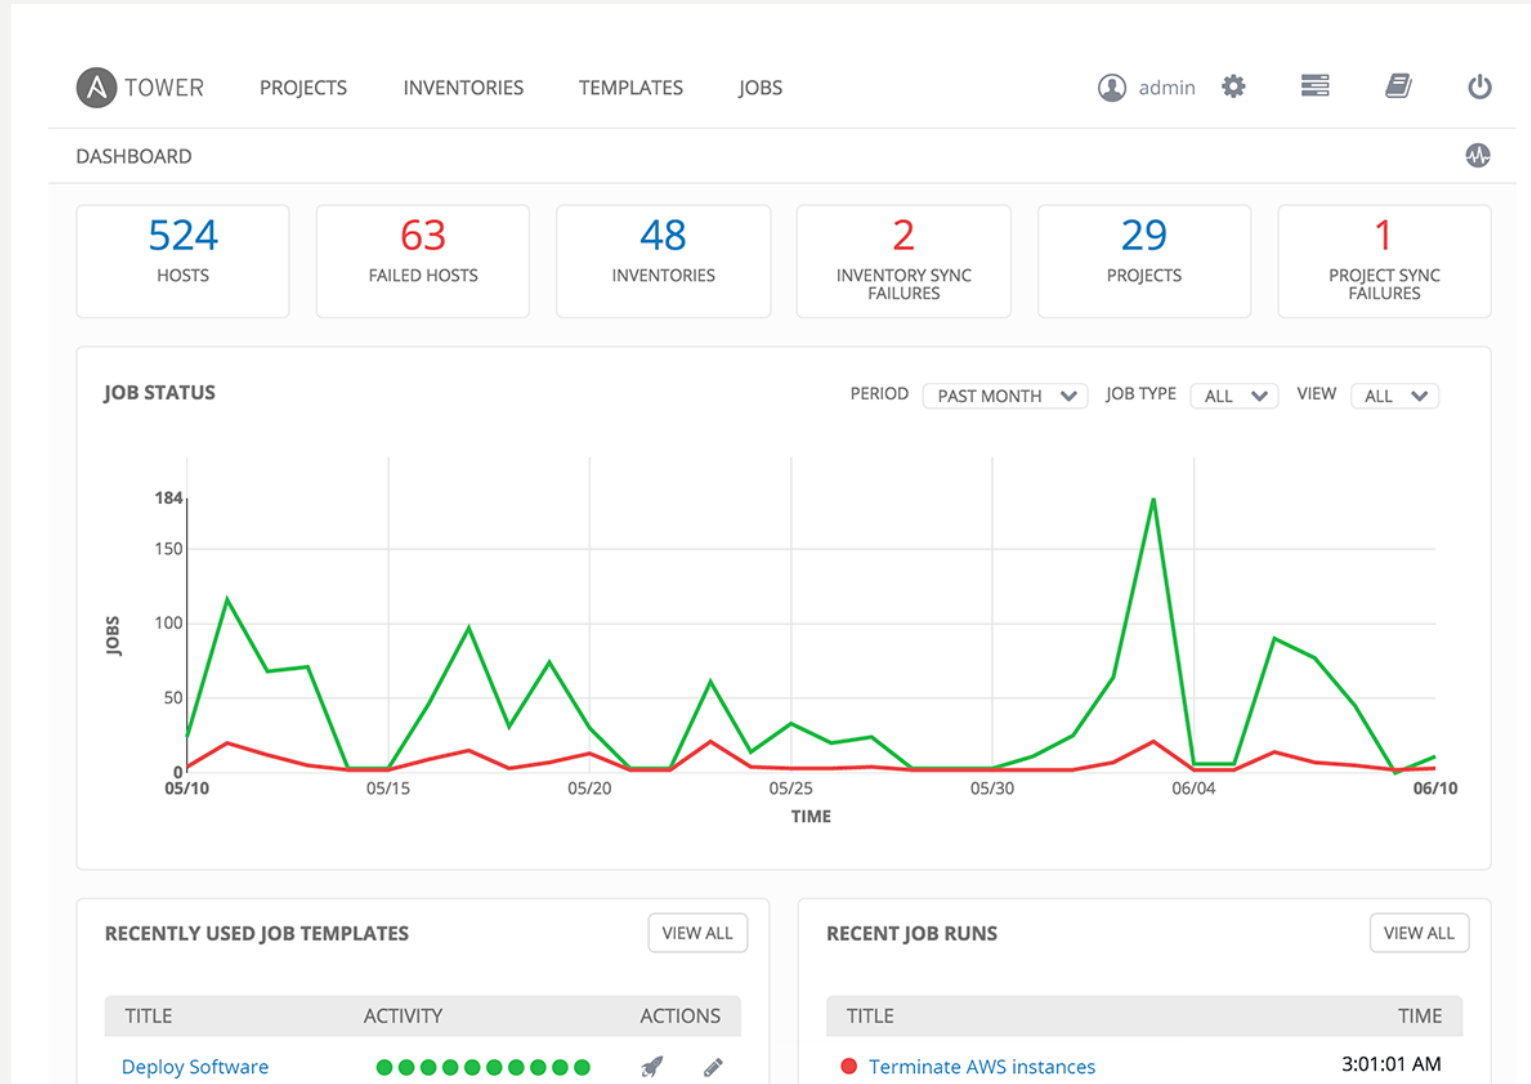 TOWER PROJECTS INVENTORIES TEMPLATES JOBS admin
DASHBOARD
524 63 48 2 29 1
HOSTS FAILED HOSTS INVENTORIES INVENTORY SYNC PROJECTS PROJECT SYNC
FAILURES FAILURES
JOB STATUS PERIOD PAST MONTH JOB TYPE ALL VIEW ALL
184
150
100
50
0
JOBS
05/10 05/15 05/20 05/25 05/30 06/04 06/10
TIME
RECENTLY USED JOB TEMPLATES VIEW ALL
TITLE ACTIVITY ACTIONS
Deploy Software
RECENT JOB RUNS VIEW ALL
TITLE TIME
Terminate AWS instances 3:01:01 AM